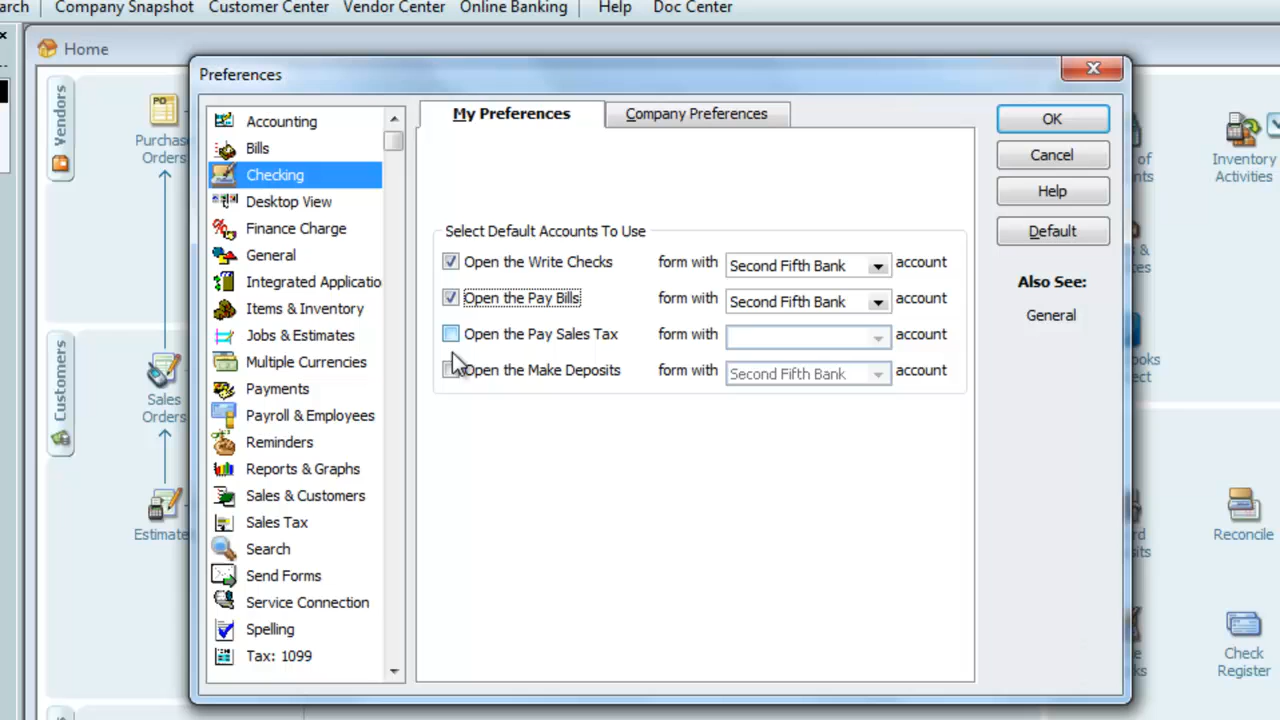 arch Company Snapshot Customer Center Vendor Center Online Banking Help Doc Center
Home
Preferences
Vendors
Purchas
Orders
Customers
Sales
Orders
Estimate
Accounting
Bills
Checking
Desktop View
Finance Charge
General
Integrated Applicatio
Items & Inventory
Jobs & Estimates
Multiple Currencies
Payments
Payroll & Employees
Reminders
Reports & Graphs
Sales & Customers
Sales Tax
Search
Send Forms
Service Connection
Spelling
Tax: 1099
My Preferences Company Preferences
Select Default Accounts To Use
Open the Write Checks form with Second Fifth Bank account
Open the Pay Bills form with Second Fifth Bank account
Open the Pay Sales Tax form with account
Open the Make Deposits form with Second Fifth Bank account
OK
Cancel
Help
Default
Also See:
General
Inventory
Activities
Reconcile
Check
Register